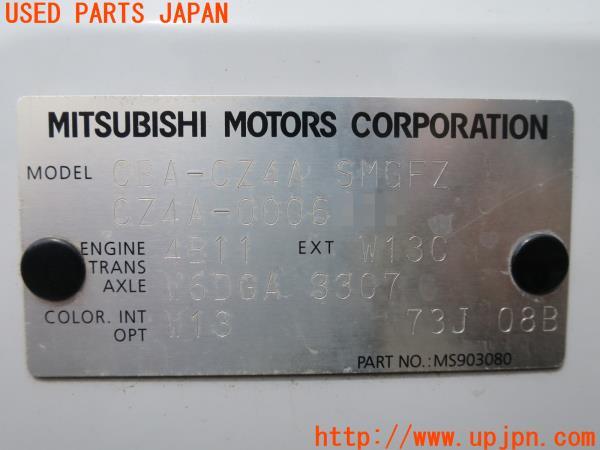 USED PARTS JAPAN
MITSUBISHI MOTORS CORPORATION
MODEL CBA-CZ4A SMGFZ
CZ4A-0006
ENGINE 4B11 EXT W13C
TRANS
AXLE W6DGA 3307
COLOR. INT
OPT W13 73J 08B
PART NO.: MS903080
UPJ http://www.upjpn.com